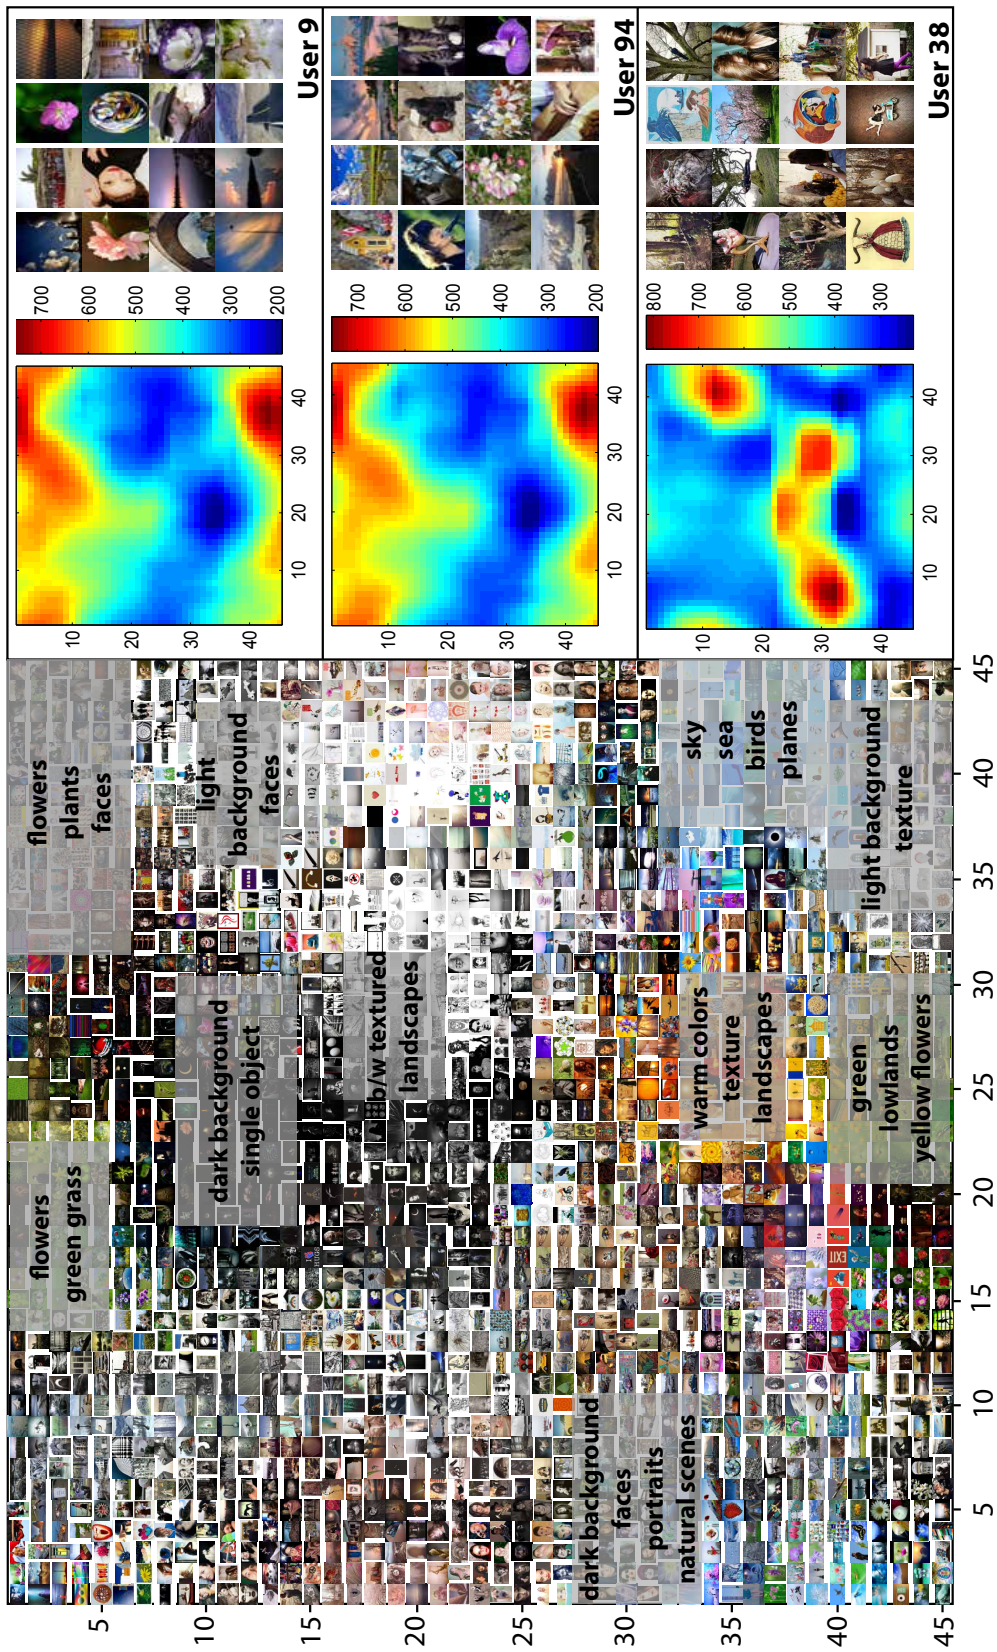 flowers
plants
faces
light
background
faces
sky
sea
birds
planes
light background
texture
dark background
single object
b/w textured
landscapes
warm colors
texture
landscapes
green
lowlands
yellow flowers
flowers
green grass
dark background
faces
portraits
natural scenes
EXIT
5
10
15
20
25
30
35
40
45
5
10
15
20
25
30
35
40
45
User 9
10
20
30
40
10
20
30
40
700
600
500
400
300
200
User 94
10
20
30
40
10
20
30
40
700
600
500
400
300
200
User 38
10
20
30
40
10
20
30
40
800
700
600
500
400
300